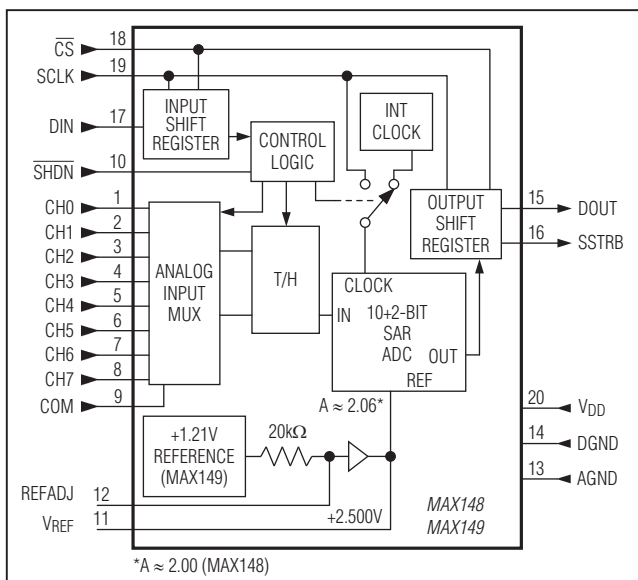 CS 18
SCLK 19
DIN 17
SHDN 10
CH0 1
CH1 2
CH2 3
CH3 4
CH4 5
CH5 6
CH6 7
CH7 8
COM 9
INPUT
SHIFT
REGISTER
CONTROL
LOGIC
INT
CLOCK
OUTPUT
SHIFT
REGISTER
15 DOUT
16 SSTRB
ANALOG
INPUT
MUX
T/H
CLOCK
IN
10+2-BIT
SAR
ADC
OUT
REF
A ≈ 2.06*
20 VDD
14 DGND
13 AGND
+1.21V
REFERENCE
(MAX149)
20kΩ
REFADJ 12
VREF 11
+2.500V
MAX148
MAX149
*A ≈ 2.00 (MAX148)